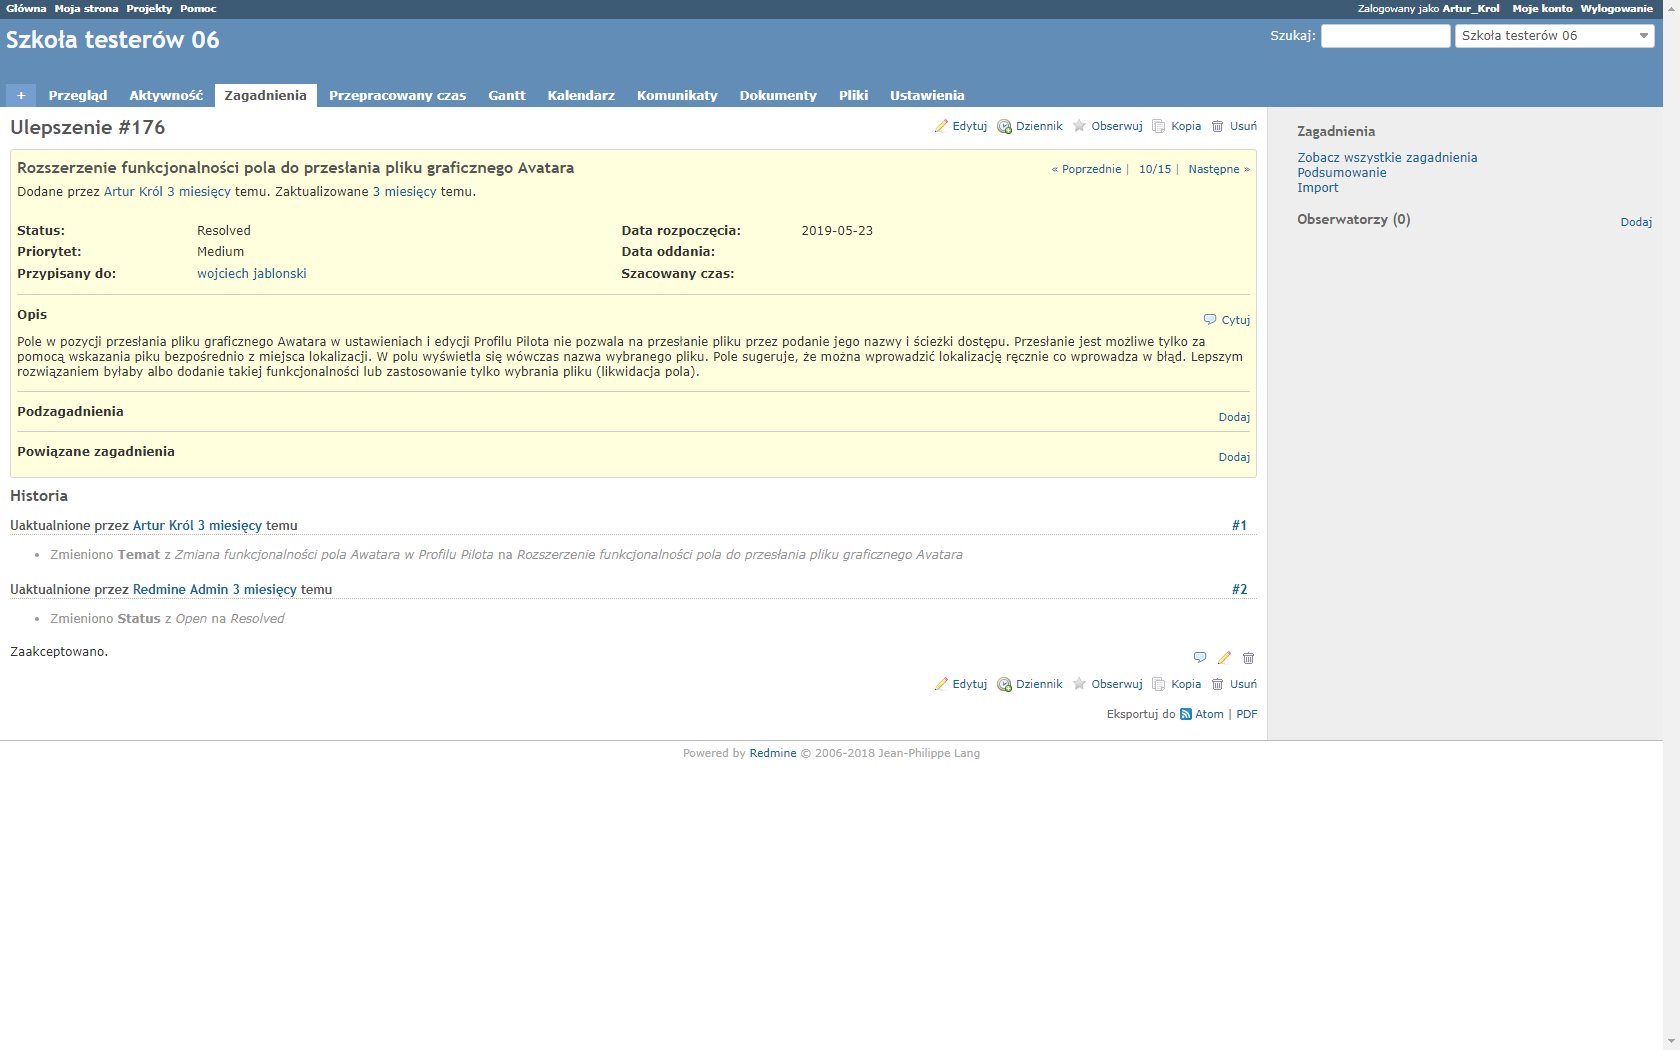 Główna Moja strona Projekty Pomoc
Zalogowany jako Artur_Krol Moje konto Wylogowanie
Szkoła testerów 06
Szukaj: Szkoła testerów 06
+ Przegląd Aktywność Zagadnienia Przepracowany czas Gantt Kalendarz Komunikaty Dokumenty Pliki Ustawienia
Ulepszenie #176
Edytuj Dziennik Obserwuj Kopia Usuń
Rozszerzenie funkcjonalności pola do przesłania pliku graficznego Avatara
« Poprzednie | 10/15 | Następne »
Dodane przez Artur Król 3 miesięcy temu. Zaktualizowane 3 miesięcy temu.
Status: Resolved Data rozpoczęcia: 2019-05-23
Priorytet: Medium Data oddania:
Przypisany do: wojciech jablonski Szacowany czas:
Opis
Cytuj
Pole w pozycji przesłania pliku graficznego Awatara w ustawieniach i edycji Profilu Pilota nie pozwala na przesłanie pliku przez podanie jego nazwy i ścieżki dostępu. Przesłanie jest możliwe tylko za
pomocą wskazania piku bezpośrednio z miejsca lokalizacji. W polu wyświetla się wówczas nazwa wybranego pliku. Pole sugeruje, że można wprowadzić lokalizację ręcznie co wprowadza w błąd. Lepszym
rozwiązaniem byłaby albo dodanie takiej funkcjonalności lub zastosowanie tylko wybrania pliku (likwidacja pola).
Podzagadnienia
Dodaj
Powiązane zagadnienia
Dodaj
Historia
Uaktualnione przez Artur Król 3 miesięcy temu #1
• Zmieniono Temat z Zmiana funkcjonalności pola Awatara w Profilu Pilota na Rozszerzenie funkcjonalności pola do przesłania pliku graficznego Avatara
Uaktualnione przez Redmine Admin 3 miesięcy temu #2
• Zmieniono Status z Open na Resolved
Zaakceptowano.
Edytuj Dziennik Obserwuj Kopia Usuń
Eksportuj do Atom | PDF
Zagadnienia
Zobacz wszystkie zagadnienia
Podsumowanie
Import
Obserwatorzy (0) Dodaj
Powered by Redmine © 2006-2018 Jean-Philippe Lang